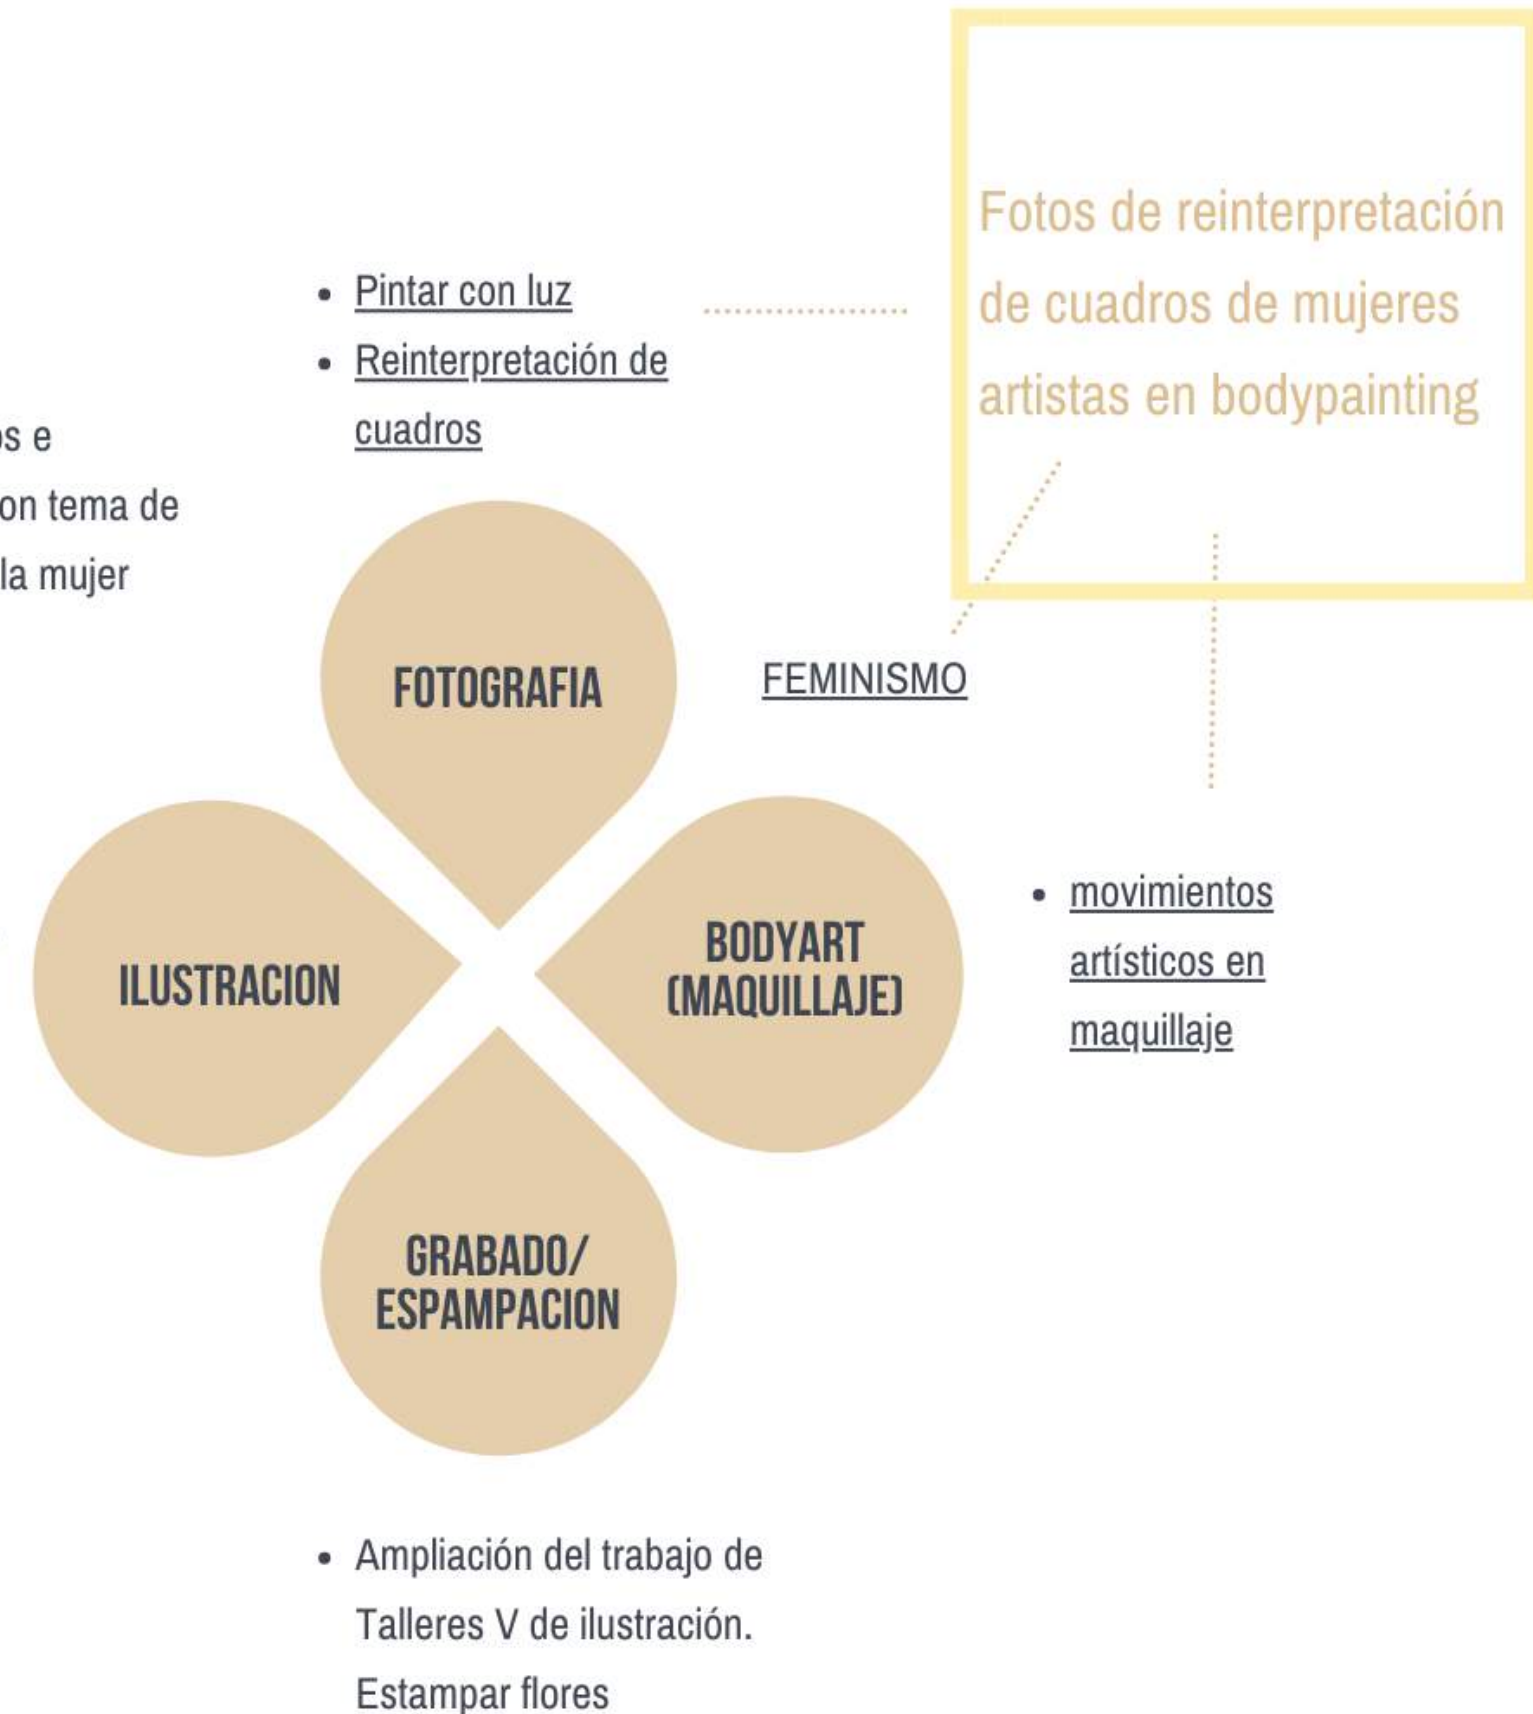 Fotos de reinterpretación
de cuadros de mujeres
artistas en bodypainting
• Pintar con luz
• Reinterpretación de
cuadros
e
tema de
la mujer
FOTOGRAFIA
FEMINISMO
ILUSTRACION
BODYART
(MAQUILLAJE)
• movimientos
artísticos en
maquillaje
GRABADO/
ESPAMPACION
• Ampliación del trabajo de
Talleres V de ilustración.
Estampar flores